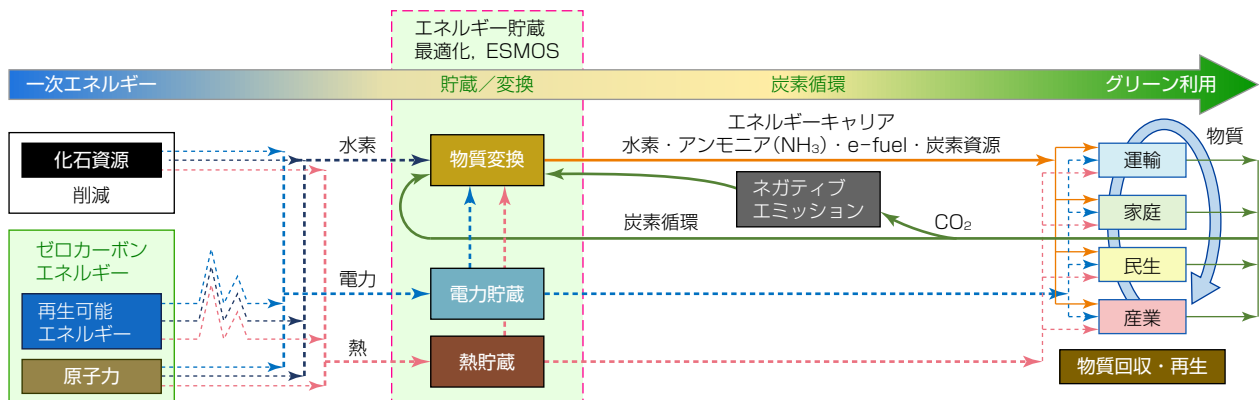 エネルギー貯蔵
最適化, ESMOS
一次エネルギー
貯蔵／変換
炭素循環
グリーン利用
化石資源
削減
水素
物質変換
エネルギーキャリア
水素・アンモニア(NH₃)・e-fuel・炭素資源
ネガティブ
エミッション
炭素循環
CO₂
物質
運輸
家庭
民生
産業
ゼロカーボン
エネルギー
再生可能
エネルギー
原子力
電力
電力貯蔵
熱
熱貯蔵
物質回収・再生